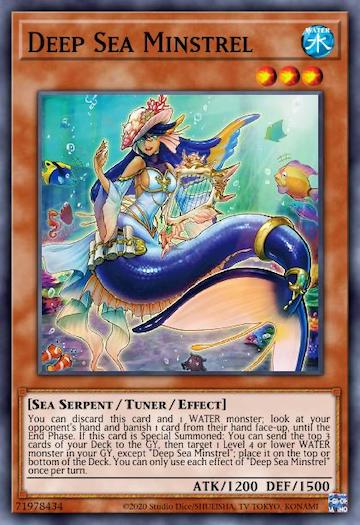 Deep Sea Minstrel
WATER
水
[Sea Serpent / Tuner / Effect]
You can discard this card and 1 WATER monster; look at your
opponent's hand and banish 1 card from their hand face-up, until the
End Phase. If this card is Special Summoned: You can send the top 3
cards of your Deck to the GY, then target 1 Level 4 or lower WATER
monster in your GY, except "Deep Sea Minstrel"; place it on the top or
bottom of the Deck. You can only use each effect of "Deep Sea Minstrel"
once per turn.
ATK/1200 DEF/1500
71978434
©2020 Studio Dice/SHUEISHA, TV TOKYO, KONAMI